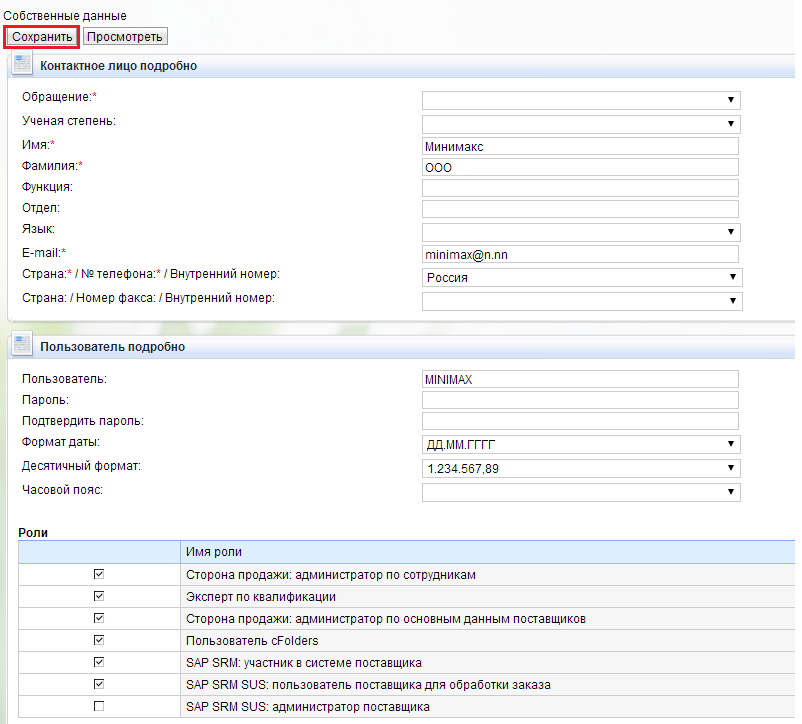 Собственные данные
Сохранить Просмотреть
Контактное лицо подробно
Обращение:*
Ученая степень:
Имя:* Минимакс
Фамилия:* ООО
Функция:
Отдел:
Язык:
E-mail:* minimax@n.nn
Страна:* / № телефона:* / Внутренний номер: Россия
Страна: / Номер факса: / Внутренний номер:
Пользователь подробно
Пользователь: MINIMAX
Пароль:
Подтвердить пароль:
Формат даты: ДД.ММ.ГГГГ
Десятичный формат: 1.234.567,89
Часовой пояс:
Роли
Имя роли
Сторона продажи: администратор по сотрудникам
Эксперт по квалификации
Сторона продажи: администратор по основным данным поставщиков
Пользователь cFolders
SAP SRM: участник в системе поставщика
SAP SRM SUS: пользователь поставщика для обработки заказа
SAP SRM SUS: администратор поставщика